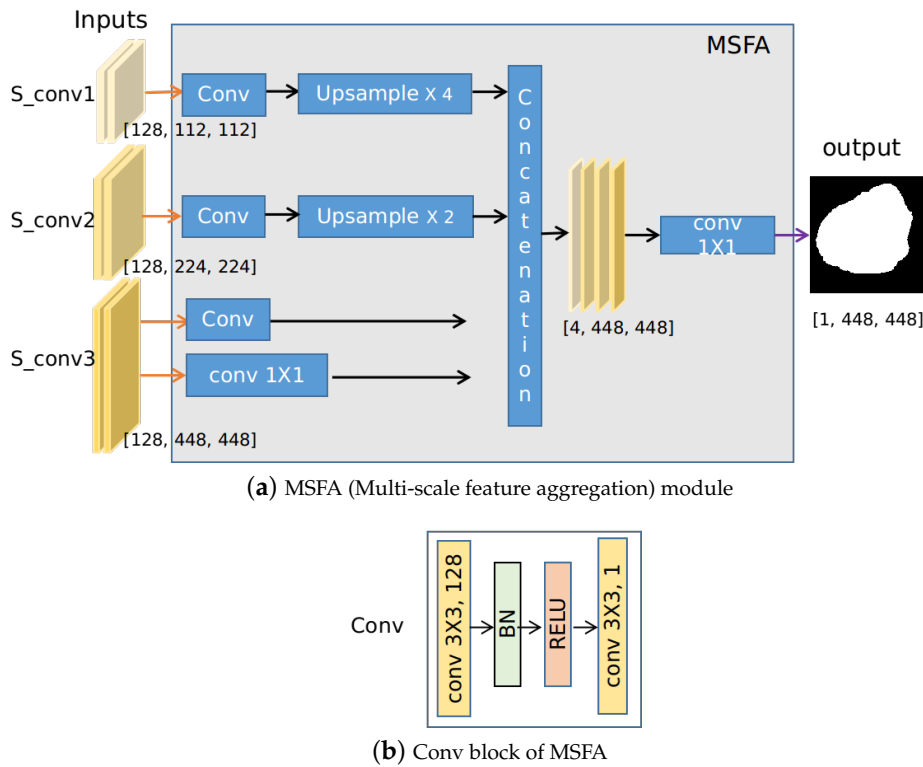 Inputs
MSFA
S_conv1
Conv
Upsample X 4
[128, 112, 112]
S_conv2
Conv
Upsample X 2
[128, 224, 224]
S_conv3
Conv
conv 1X1
[128, 448, 448]
Concatenation
[4, 448, 448]
conv 1X1
output
[1, 448, 448]
(a) MSFA (Multi-scale feature aggregation) module
Conv
conv 3X3, 128
BN
RELU
conv 3X3, 1
(b) Conv block of MSFA